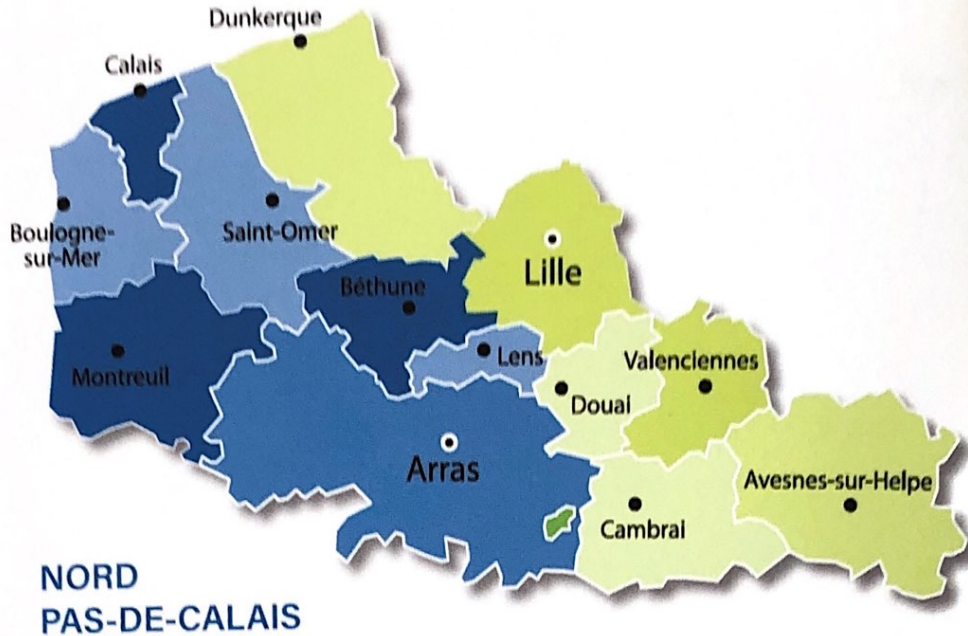 Dunkerque
Calais
Boulogne-
sur-Mer
Saint-Omer
Lille
Béthune
Lens
Valenciennes
Montreuil
Douai
Arras
Avesnes-sur-Helpe
Cambrai
NORD
PAS-DE-CALAIS